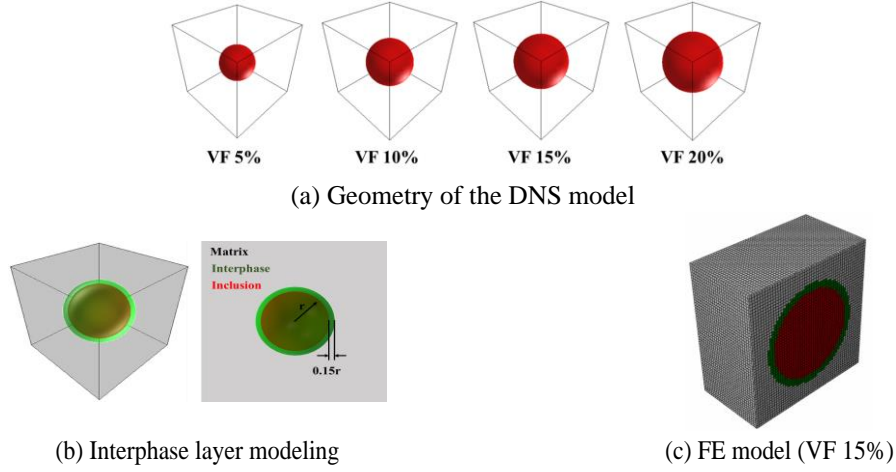 VF 5% VF 10% VF 15% VF 20%
(a) Geometry of the DNS model
Matrix
Interphase
Inclusion
r
0.15r
(b) Interphase layer modeling
(c) FE model (VF 15%)